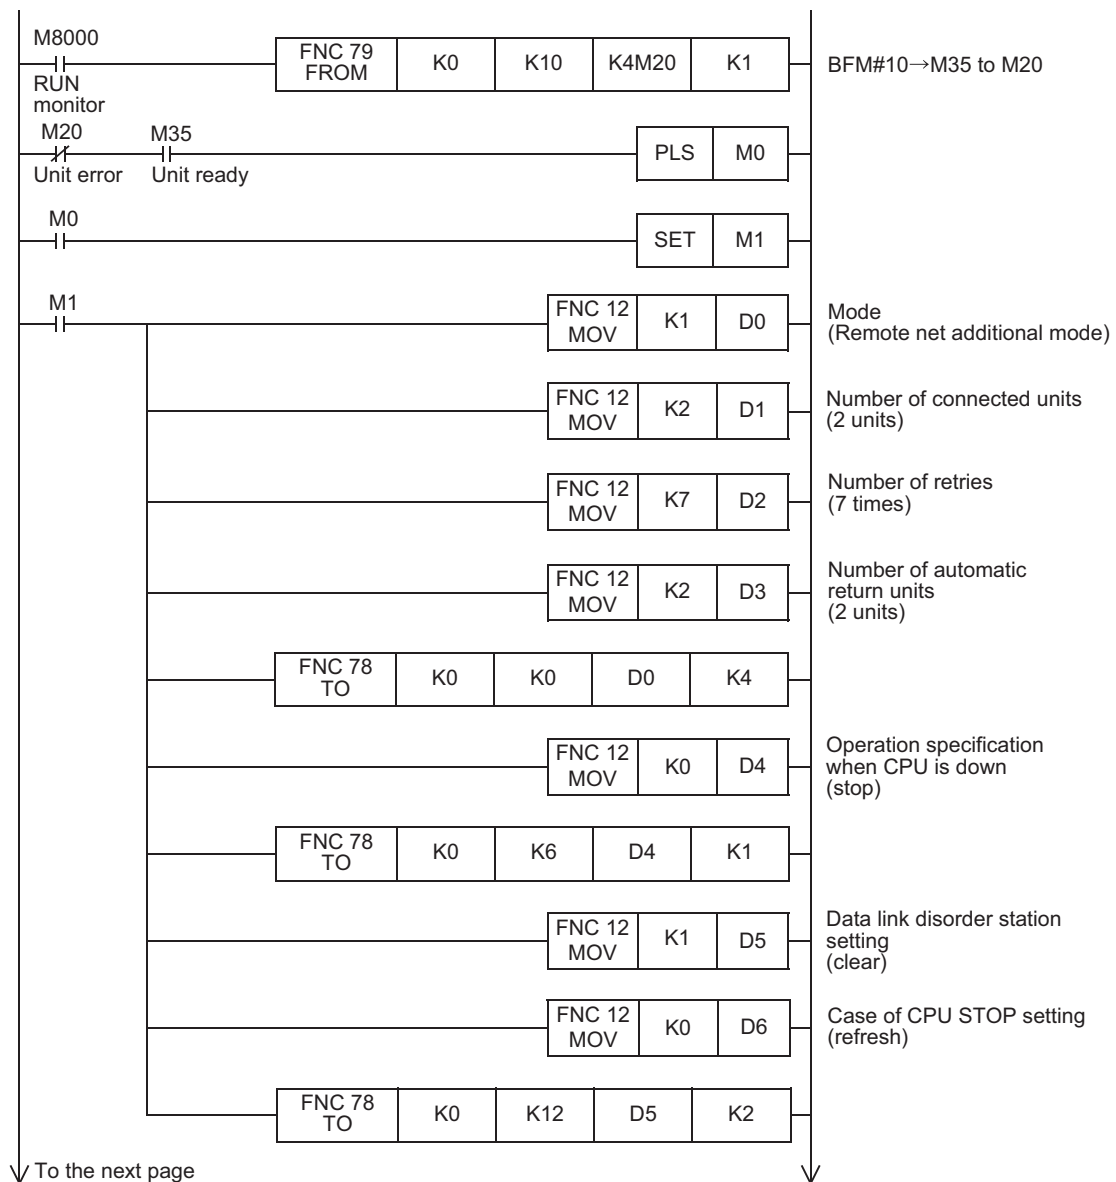 M8000
RUN
monitor
FNC 79
FROM
K0
K10
K4M20
K1
BFM#10→M35 to M20
M20
Unit error
M35
Unit ready
PLS
M0
M0
SET
M1
M1
FNC 12
MOV
K1
D0
Mode
(Remote net additional mode)
FNC 12
MOV
K2
D1
Number of connected units
(2 units)
FNC 12
MOV
K7
D2
Number of retries
(7 times)
FNC 12
MOV
K2
D3
Number of automatic
return units
(2 units)
FNC 78
TO
K0
K0
D0
K4
FNC 12
MOV
K0
D4
Operation specification
when CPU is down
(stop)
FNC 78
TO
K0
K6
D4
K1
FNC 12
MOV
K1
D5
Data link disorder station
setting
(clear)
FNC 12
MOV
K0
D6
Case of CPU STOP setting
(refresh)
FNC 78
TO
K0
K12
D5
K2
To the next page